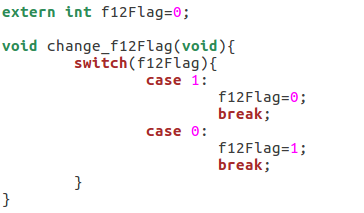 extern int f12Flag=0;
void change_f12Flag(void){
switch(f12Flag){
case 1:
f12Flag=0;
break;
case 0:
f12Flag=1;
break;
}
}